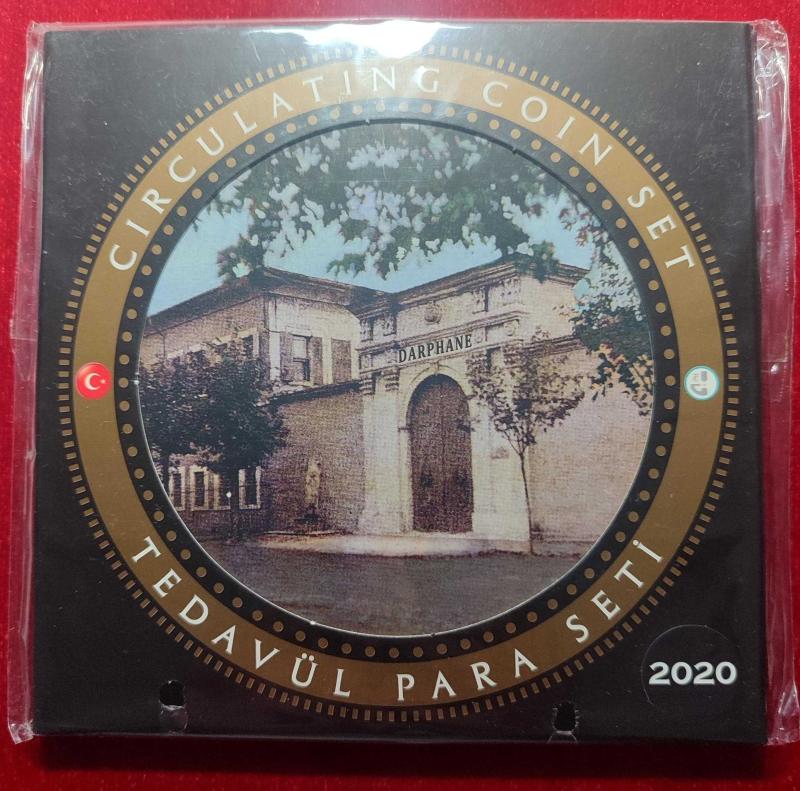 CIRCULATING COIN SET
DARPHANE
TEDAVÜL PARA SETİ
2020